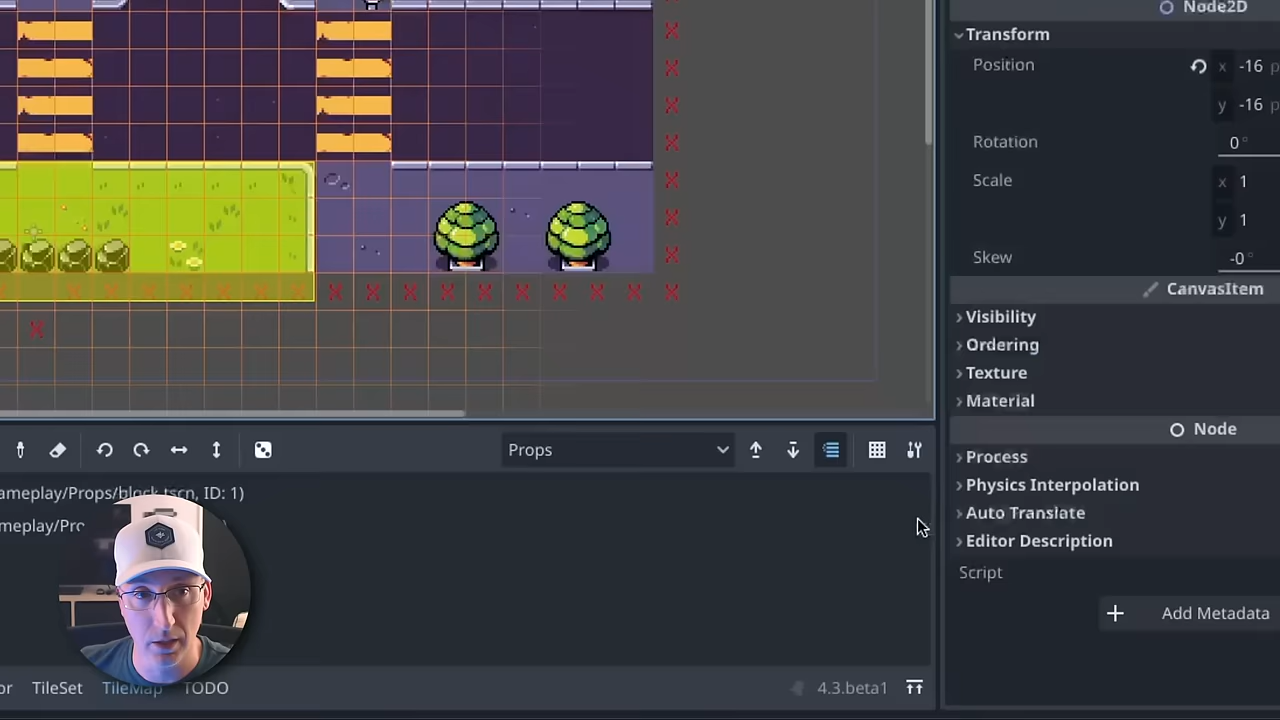 Node2D
Transform
Position
x -16 p
y -16
Rotation 0°
Scale x 1
y 1
Skew -0°
CanvasItem
Visibility
Ordering
Texture
Material
Node
Process
Physics Interpolation
Auto Translate
Editor Description
Script
Add Metadata
Props
ameplay/Props/block.tscn, ID: 1)
meplay/Pro
or TileSet TileMap TODO
4.3.beta1